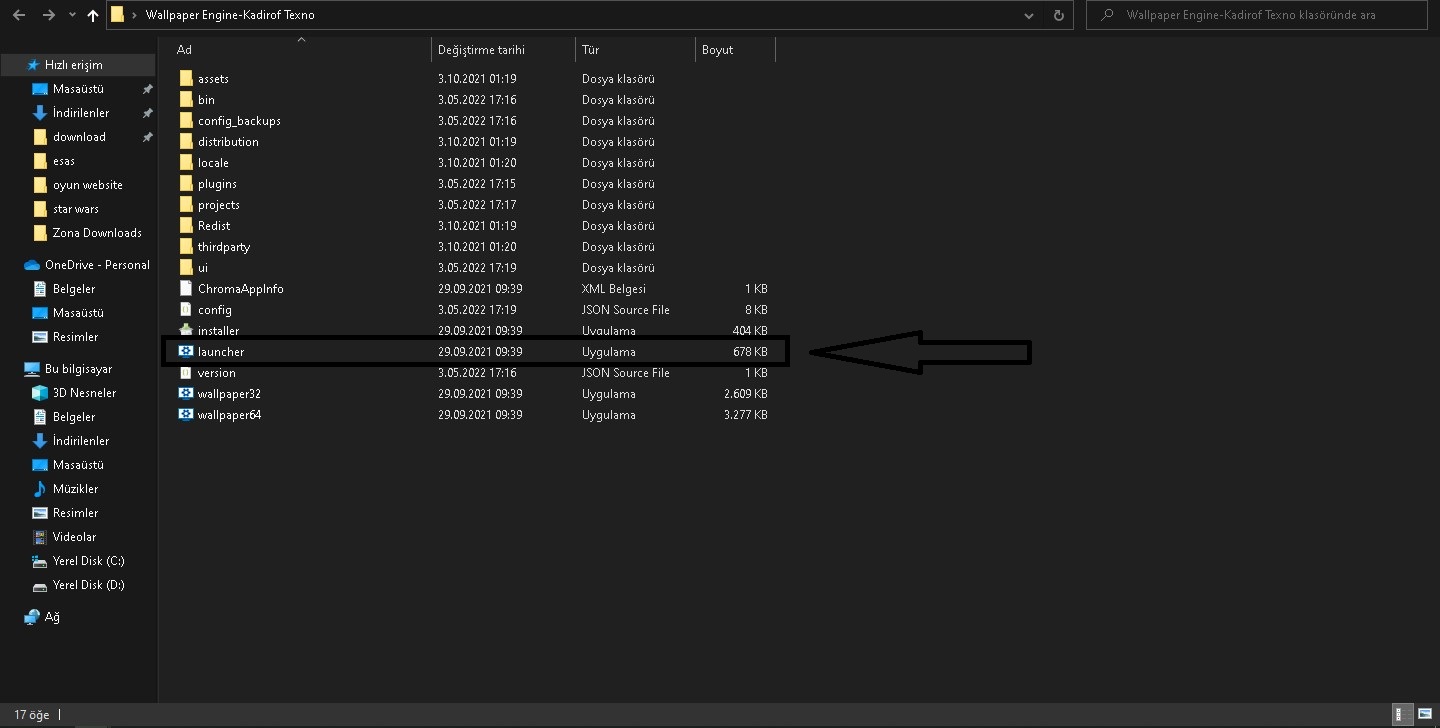 Wallpaper Engine-Kadirof Texno
Wallpaper Engine-Kadirof Texno klasöründe ara
Hızlı erişim
Masaüstü
İndirilenler
download
esas
oyun website
star wars
Zona Downloads
OneDrive - Personal
Belgeler
Masaüstü
Resimler
Bu bilgisayar
3D Nesneler
Belgeler
İndirilenler
Masaüstü
Müzikler
Resimler
Videolar
Yerel Disk (C:)
Yerel Disk (D:)
Ağ
Ad Değiştirme tarihi Tür Boyut
assets 3.10.2021 01:19 Dosya klasörü
bin 3.05.2022 17:16 Dosya klasörü
config_backups 3.05.2022 17:16 Dosya klasörü
distribution 3.10.2021 01:19 Dosya klasörü
locale 3.10.2021 01:20 Dosya klasörü
plugins 3.05.2022 17:15 Dosya klasörü
projects 3.05.2022 17:17 Dosya klasörü
Redist 3.10.2021 01:19 Dosya klasörü
thirdparty 3.10.2021 01:20 Dosya klasörü
ui 3.05.2022 17:19 Dosya klasörü
ChromaAppInfo 29.09.2021 09:39 XML Belgesi 1 KB
config 3.05.2022 17:19 JSON Source File 8 KB
installer 29.09.2021 09:39 Uygulama 404 KB
launcher 29.09.2021 09:39 Uygulama 678 KB
version 3.05.2022 17:16 JSON Source File 1 KB
wallpaper32 29.09.2021 09:39 Uygulama 2.609 KB
wallpaper64 29.09.2021 09:39 Uygulama 3.277 KB
17 öğe